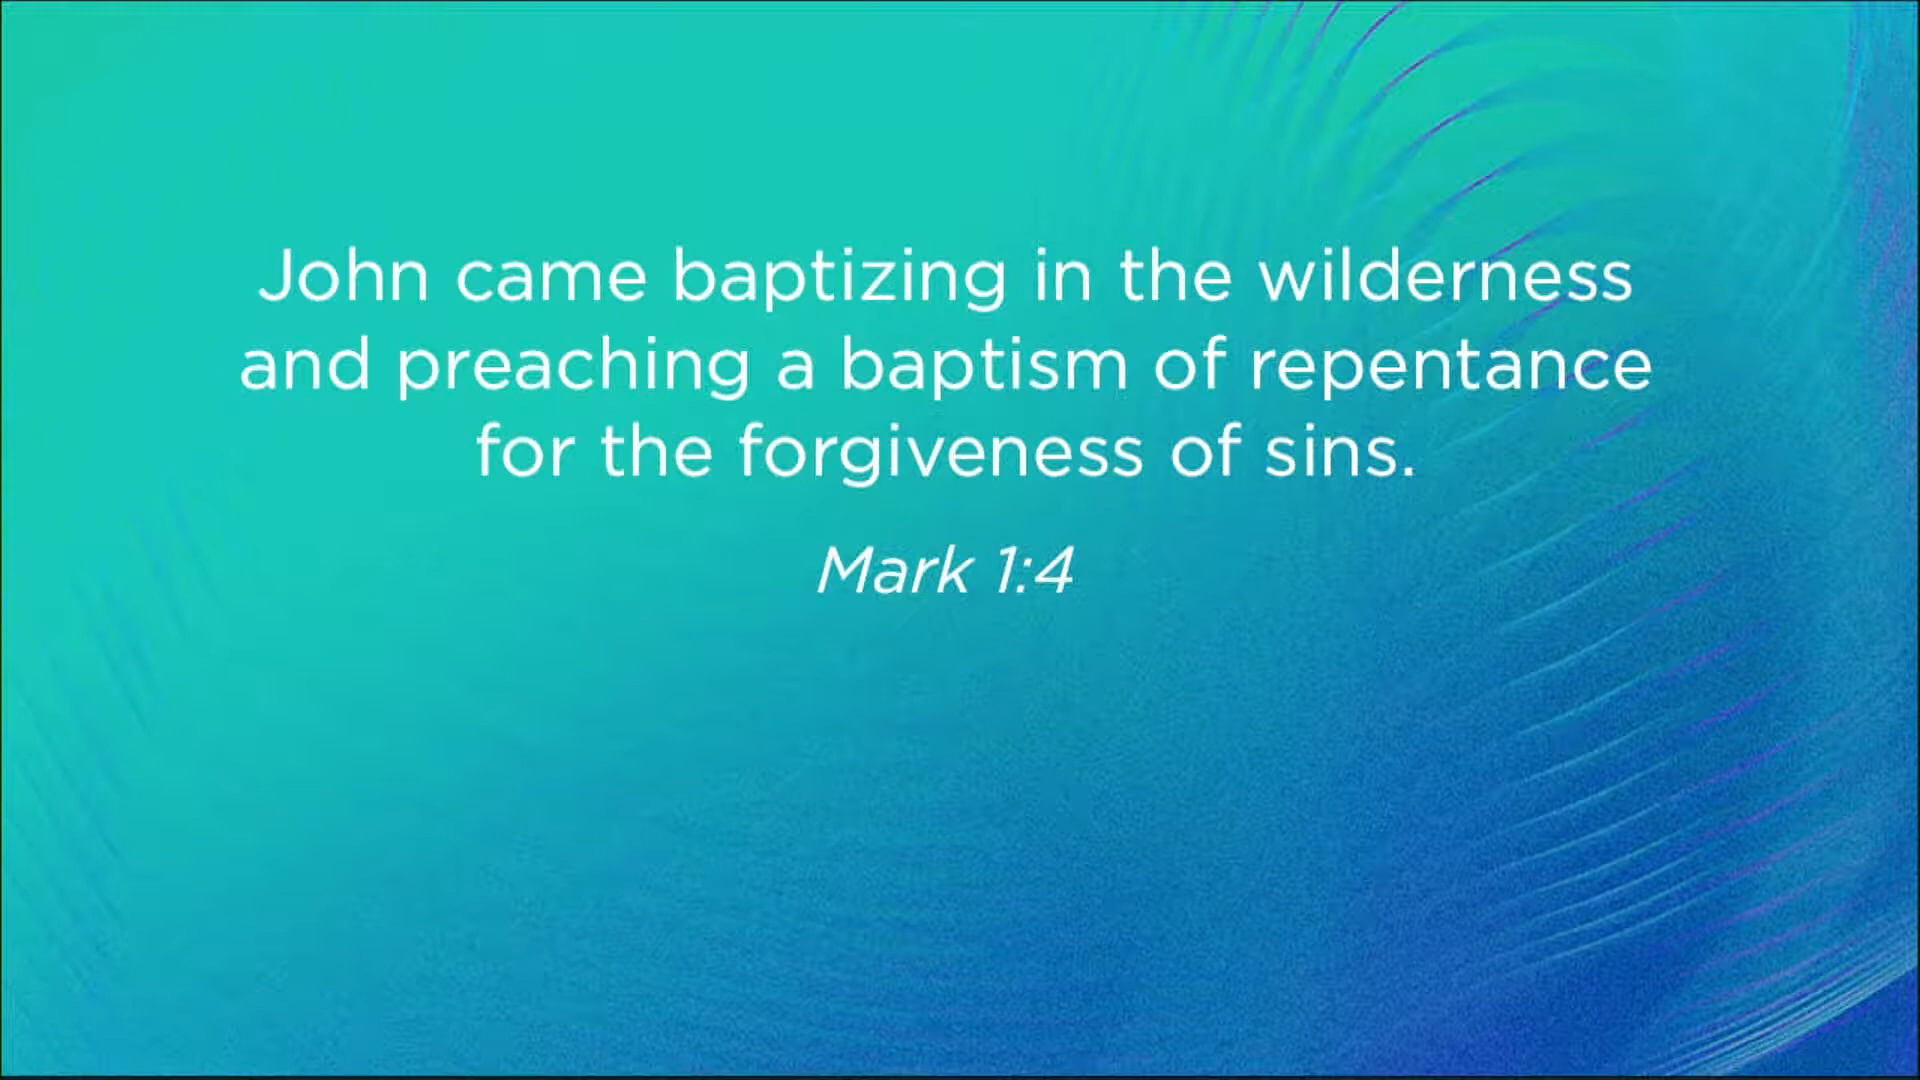 John came baptizing in the wilderness
and preaching a baptism of repentance
for the forgiveness of sins.
Mark 1:4